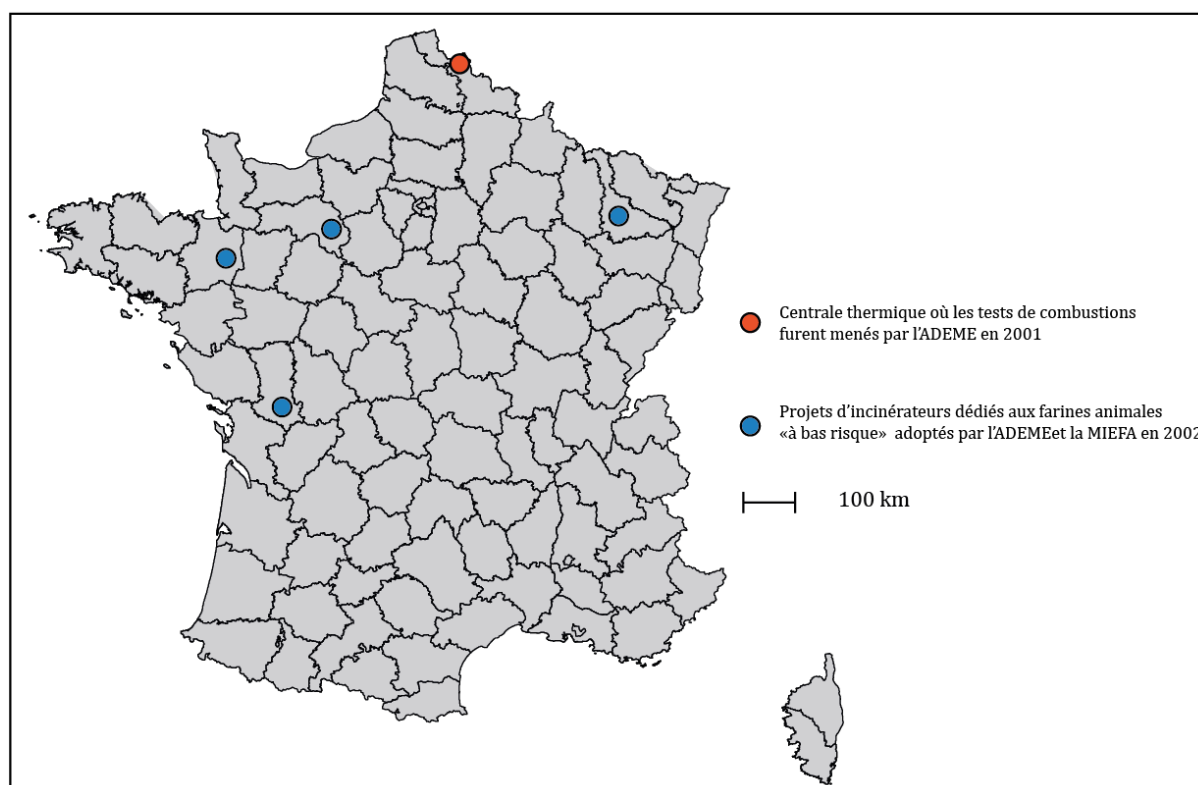 Centrale thermique où les tests de combustions
furent menés par l'ADEME en 2001
Projets d'incinérateurs dédiés aux farines animales
«à bas risque» adoptés par l'ADEMEet la MIEFA en 2002
100 km